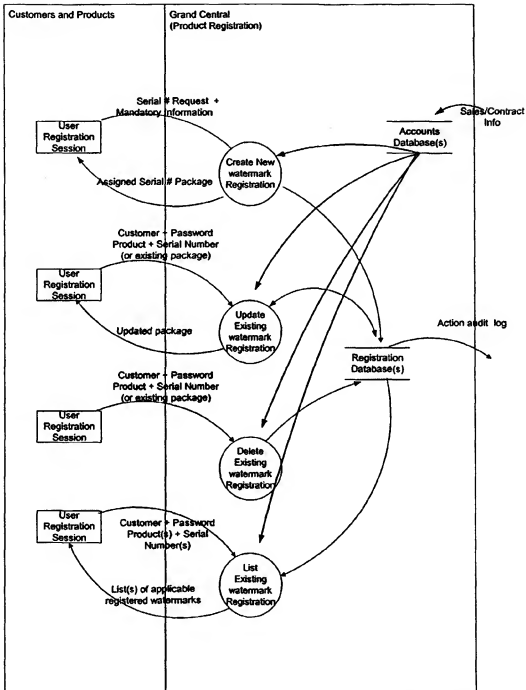 Customers and Products
Grand Central
(Product Registration)
Serial # Request +
Mandatory Information
User
Registration
Session
Create New
watermark
Registration
Assigned Serial # Package
Accounts
Database(s)
Sales/Contract
Info
Customer + Password
Product + Serial Number
(or existing package)
User
Registration
Session
Update
Existing
watermark
Registration
Updated package
Registration
Database(s)
Action audit log
Customer + Password
Product + Serial Number
(or existing package)
User
Registration
Session
Delete
Existing
watermark
Registration
User
Registration
Session
Customer + Password
Product(s) + Serial
Number(s)
List
Existing
watermark
Registration
List(s) of applicable
registered watermarks